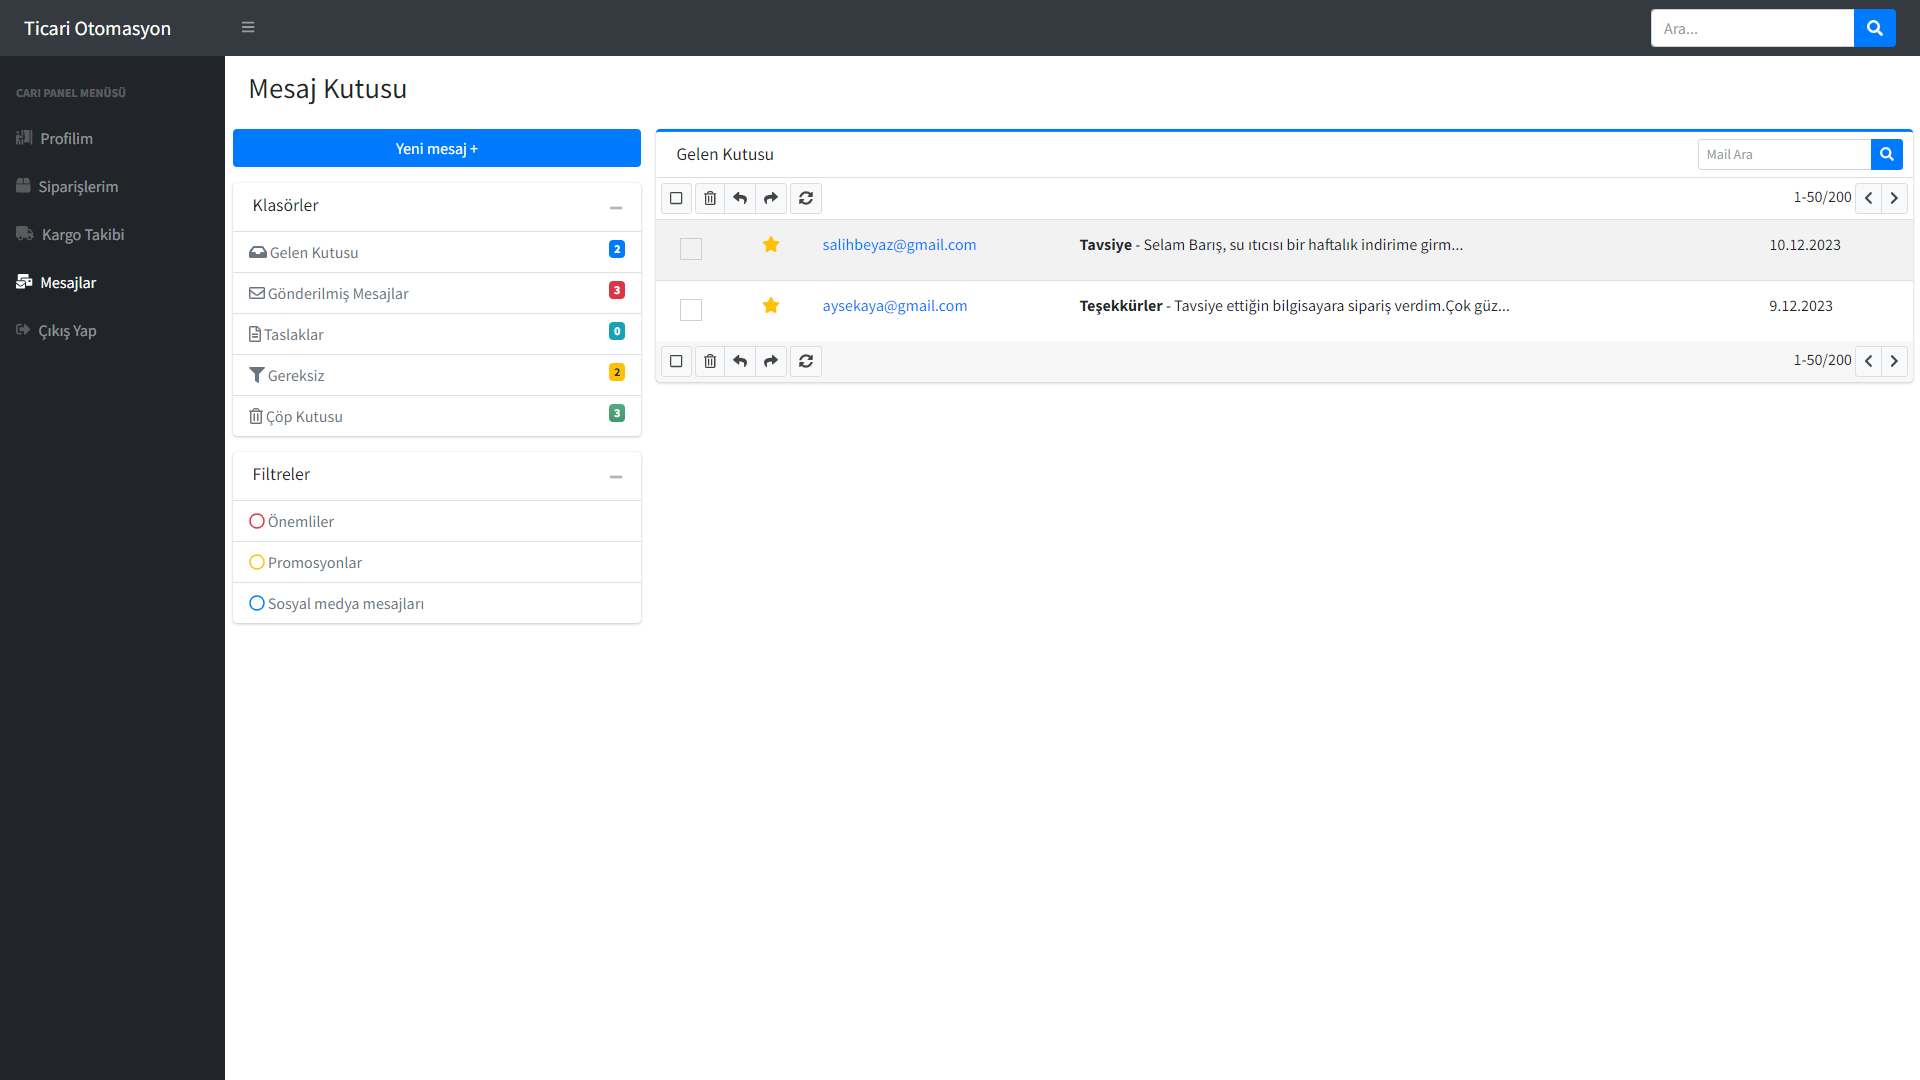 Ticari Otomasyon
Ara...
CARI PANEL MENÜSÜ
Profilim
Siparişlerim
Kargo Takibi
Mesajlar
Çıkış Yap
Mesaj Kutusu
Yeni mesaj +
Klasörler
Gelen Kutusu 2
Gönderilmiş Mesajlar 3
Taslaklar 0
Gereksiz 2
Çöp Kutusu 3
Filtreler
Önemliler
Promosyonlar
Sosyal medya mesajları
Gelen Kutusu
Mail Ara
1-50/200
salihbeyaz@gmail.com Tavsiye - Selam Barış, su ıtıcısı bir haftalık indirime girm... 10.12.2023
aysekaya@gmail.com Teşekkürler - Tavsiye ettiğin bilgisayara sipariş verdim.Çok güz... 9.12.2023
1-50/200